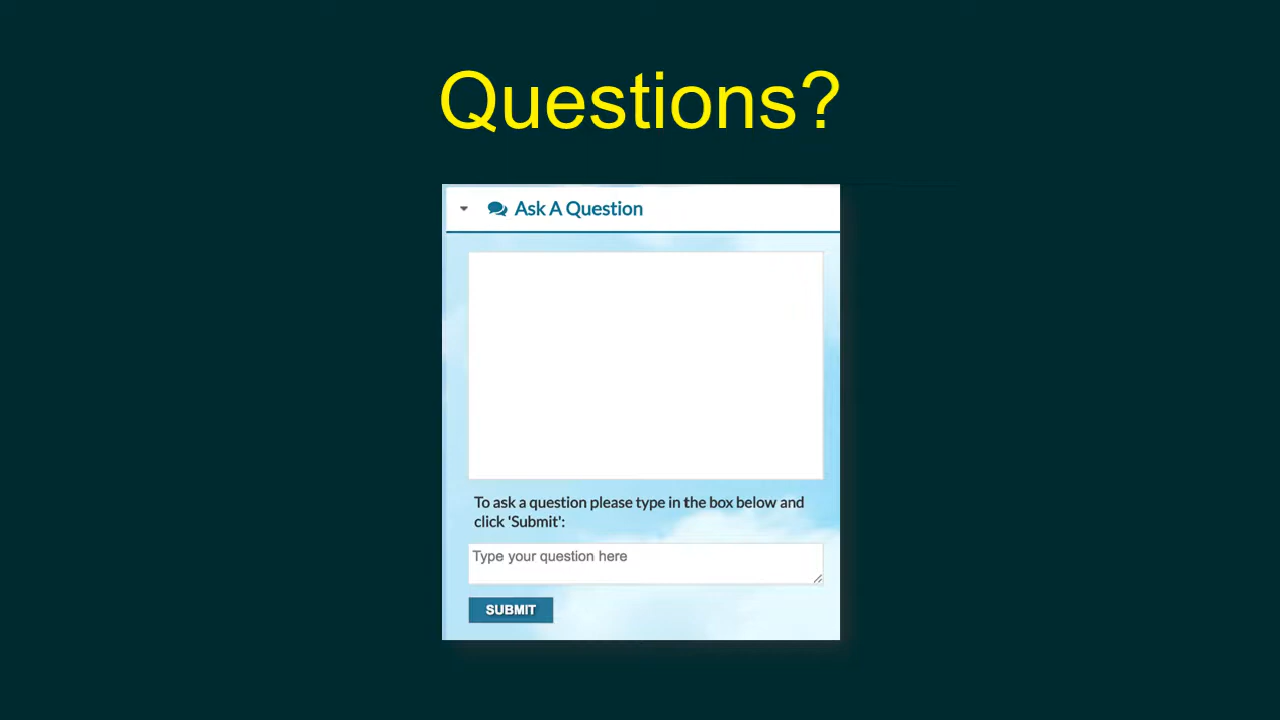 Questions?
Ask A Question
To ask a question please type in the box below and
click 'Submit':
Type your question here
SUBMIT